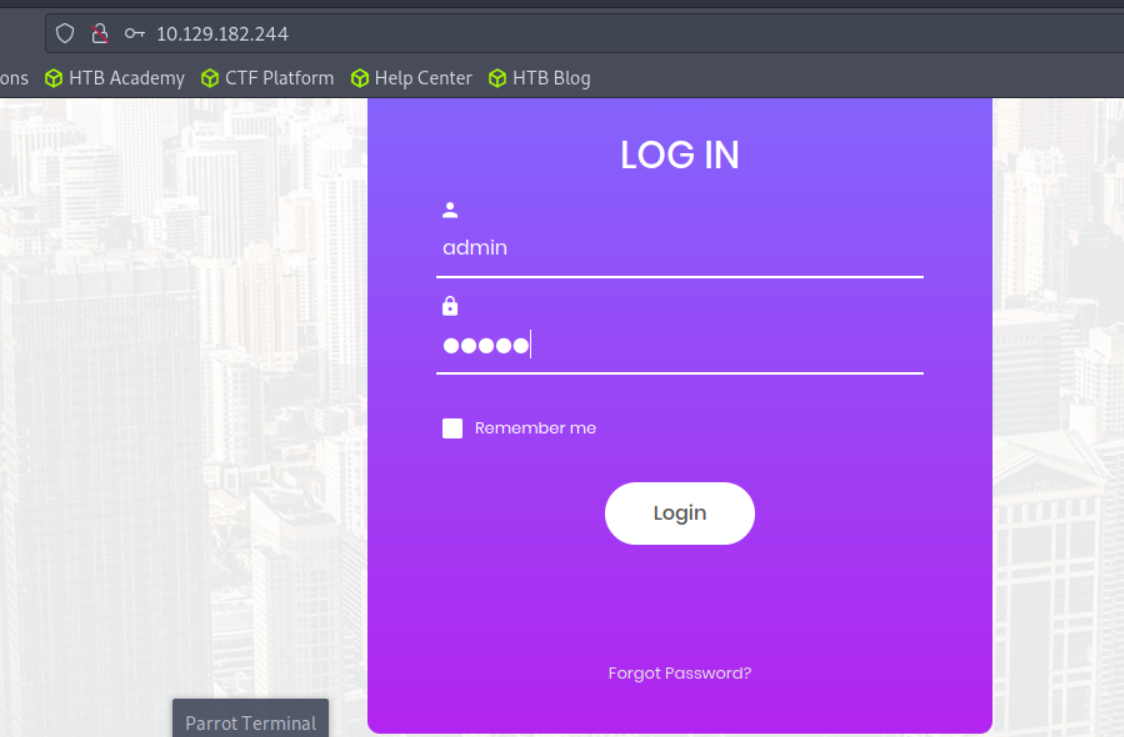 10.129.182.244
ons HTB Academy CTF Platform Help Center HTB Blog
LOG IN
admin
Remember me
Login
Forgot Password?
Parrot Terminal